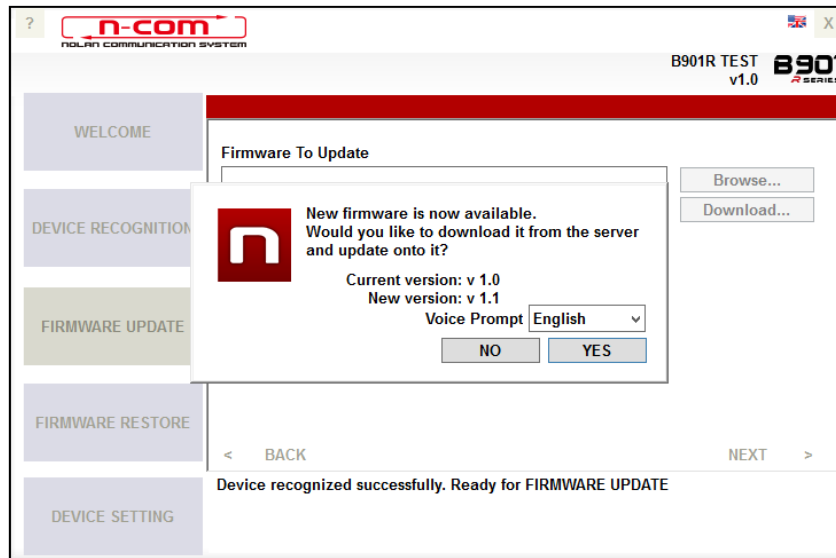 ?
n-com
X
NOLAN COMMUNICATION SYSTEM
B901R TEST
v1.0
B901
R SERIES
WELCOME
DEVICE RECOGNITION
FIRMWARE UPDATE
FIRMWARE RESTORE
DEVICE SETTING
Firmware To Update
Browse...
Download...
n
New firmware is now available.
Would you like to download it from the server
and update onto it?
Current version: v 1.0
New version: v 1.1
Voice Prompt English
NO YES
< BACK NEXT >
Device recognized successfully. Ready for FIRMWARE UPDATE